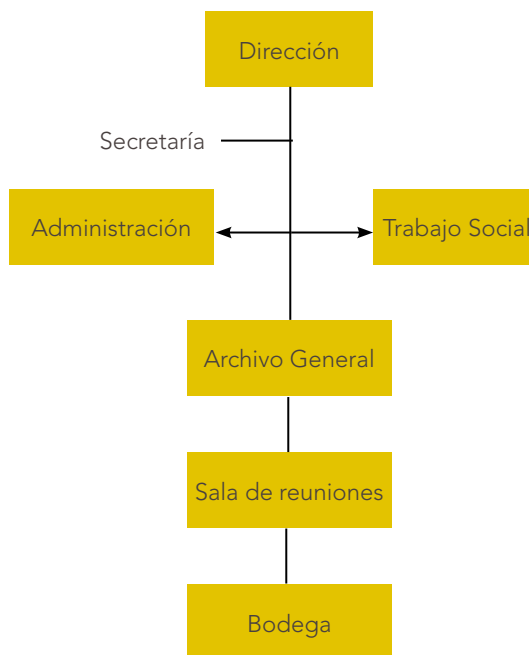 Dirección
Secretaría
Administración
Trabajo Social
Archivo General
Sala de reuniones
Bodega